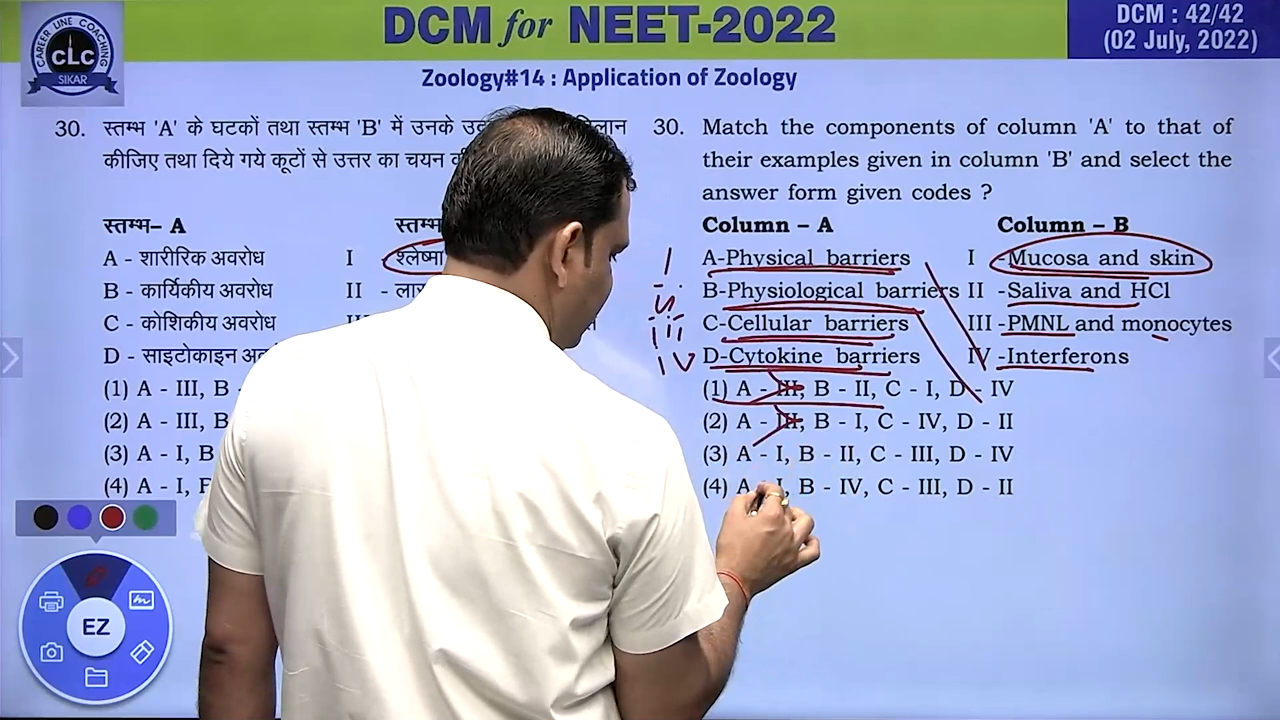 CAREER LINE COACHING
CLC
SIKAR
DCM for NEET-2022
DCM : 42/42
(02 July, 2022)
Zoology#14 : Application of Zoology
30. स्तम्भ 'A' के घटकों तथा स्तम्भ 'B' में उनके
कीजिए तथा दिये गये कूटों से उत्तर का चयन
स्तम्भ– A
A - शारीरिक अवरोध I
B - कार्यिकीय अवरोध II -
C - कोशिकीय अवरोध
D - साइटोकाइन
(1) A - III, B
(2) A - III, B
(3) A - I, B
(4) A - I,
30. Match the components of column 'A' to that of
their examples given in column 'B' and select the
answer form given codes ?
Column – A Column – B
I A-Physical barriers I -Mucosa and skin
II B-Physiological barriers II -Saliva and HCl
III C-Cellular barriers III -PMNL and monocytes
IV D-Cytokine barriers IV -Interferons
(1) A - III, B - II, C - I, D - IV
(2) A - III, B - I, C - IV, D - II
(3) A - I, B - II, C - III, D - IV
(4) A - I, B - IV, C - III, D - II
EZ